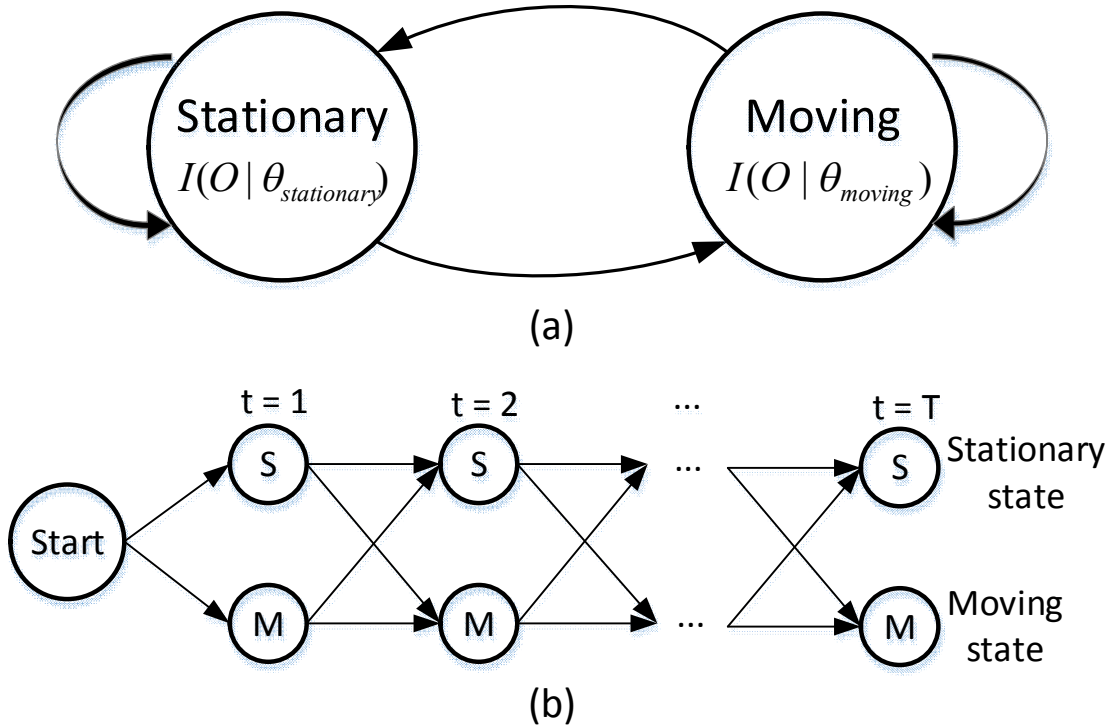 Stationary Moving
I(O | θstationary) I(O | θmoving)
(a)
t = 1 t = 2 ... t = T
S S ... S Stationary
state
Start
M M ... M Moving
state
(b)